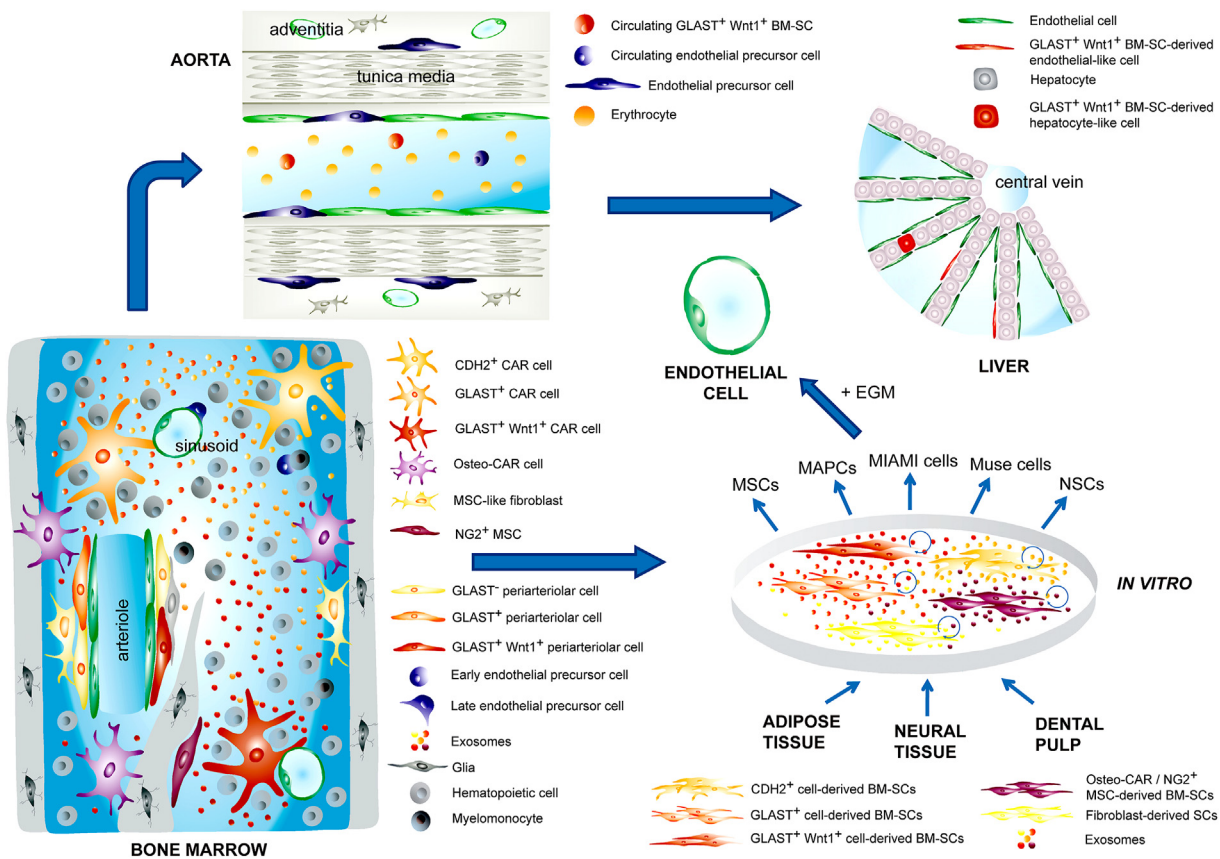 AORTA
adventitia
tunica media
Circulating GLAST⁺ Wnt1⁺ BM-SC
Circulating endothelial precursor cell
Endothelial precursor cell
Erythrocyte
Endothelial cell
GLAST⁺ Wnt1⁺ BM-SC-derived
endothelial-like cell
Hepatocyte
GLAST⁺ Wnt1⁺ BM-SC-derived
hepatocyte-like cell
central vein
LIVER
ENDOTHELIAL
CELL
+ EGM
sinusoid
arteriole
BONE MARROW
CDH2⁺ CAR cell
GLAST⁺ CAR cell
GLAST⁺ Wnt1⁺ CAR cell
Osteo-CAR cell
MSC-like fibroblast
NG2⁺ MSC
GLAST⁻ periarteriolar cell
GLAST⁺ periarteriolar cell
GLAST⁺ Wnt1⁺ periarteriolar cell
Early endothelial precursor cell
Late endothelial precursor cell
Exosomes
Glia
Hematopoietic cell
Myelomonocyte
MSCs
MAPCs
MIAMI cells
Muse cells
NSCs
IN VITRO
ADIPOSE
TISSUE
NEURAL
TISSUE
DENTAL
PULP
CDH2⁺ cell-derived BM-SCs
GLAST⁺ cell-derived BM-SCs
GLAST⁺ Wnt1⁺ cell-derived BM-SCs
Osteo-CAR / NG2⁺
MSC-derived BM-SCs
Fibroblast-derived SCs
Exosomes